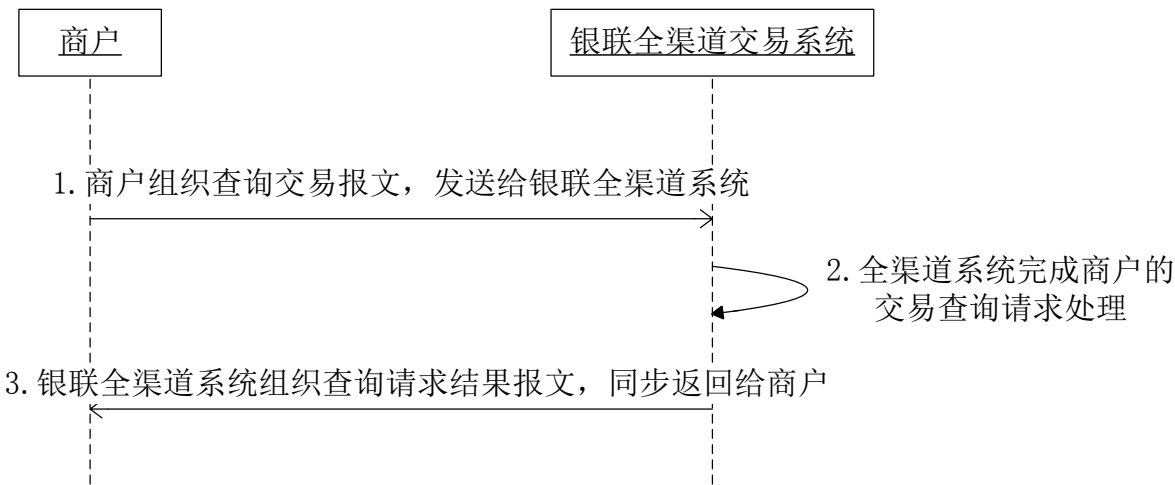 商户
银联全渠道交易系统
1.商户组织查询交易报文，发送给银联全渠道系统
2.全渠道系统完成商户的
交易查询请求处理
3.银联全渠道系统组织查询请求结果报文，同步返回给商户